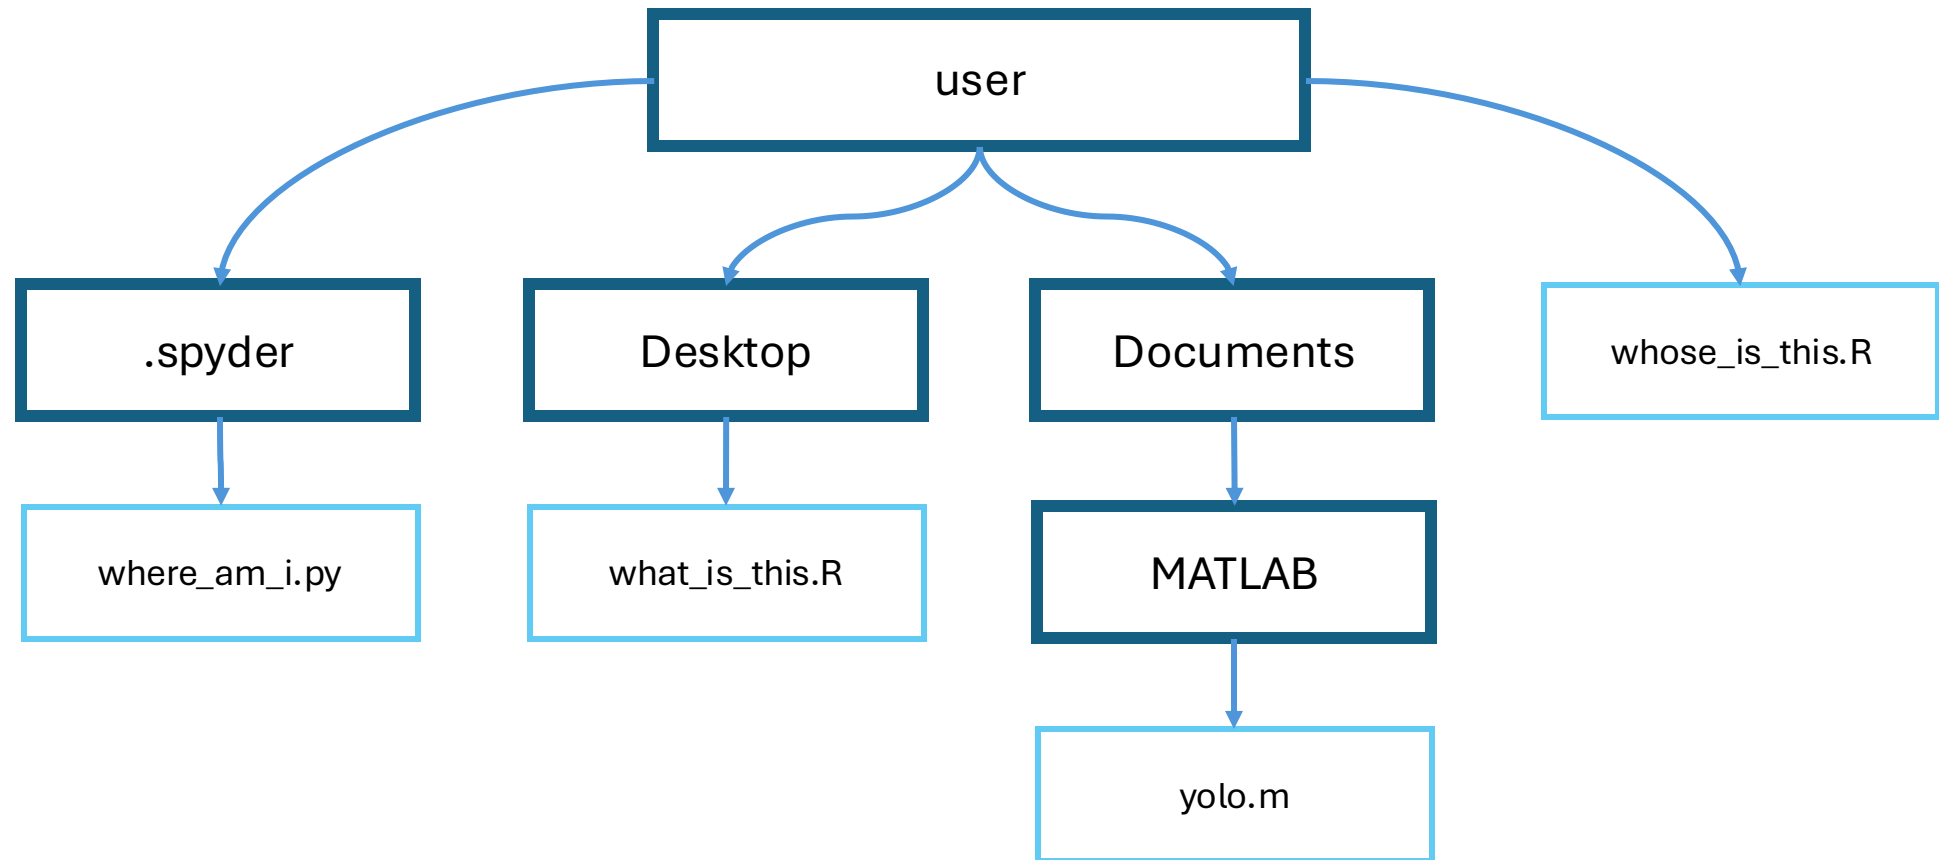 user
.spyder
Desktop
Documents
whose_is_this.R
where_am_i.py
what_is_this.R
MATLAB
yolo.m